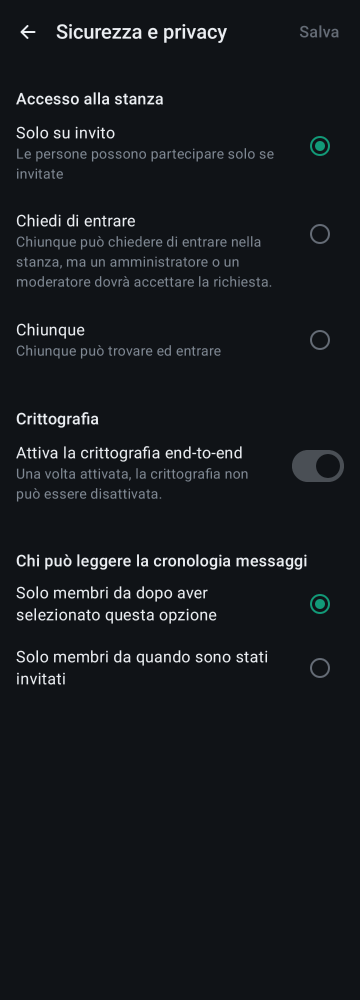 Sicurezza e privacy
Salva
Accesso alla stanza
Solo su invito
Le persone possono partecipare solo se
invitate
Chiedi di entrare
Chiunque può chiedere di entrare nella
stanza, ma un amministratore o un
moderatore dovrà accettare la richiesta.
Chiunque
Chiunque può trovare ed entrare
Crittografia
Attiva la crittografia end-to-end
Una volta attivata, la crittografia non
può essere disattivata.
Chi può leggere la cronologia messaggi
Solo membri da dopo aver
selezionato questa opzione
Solo membri da quando sono stati
invitati